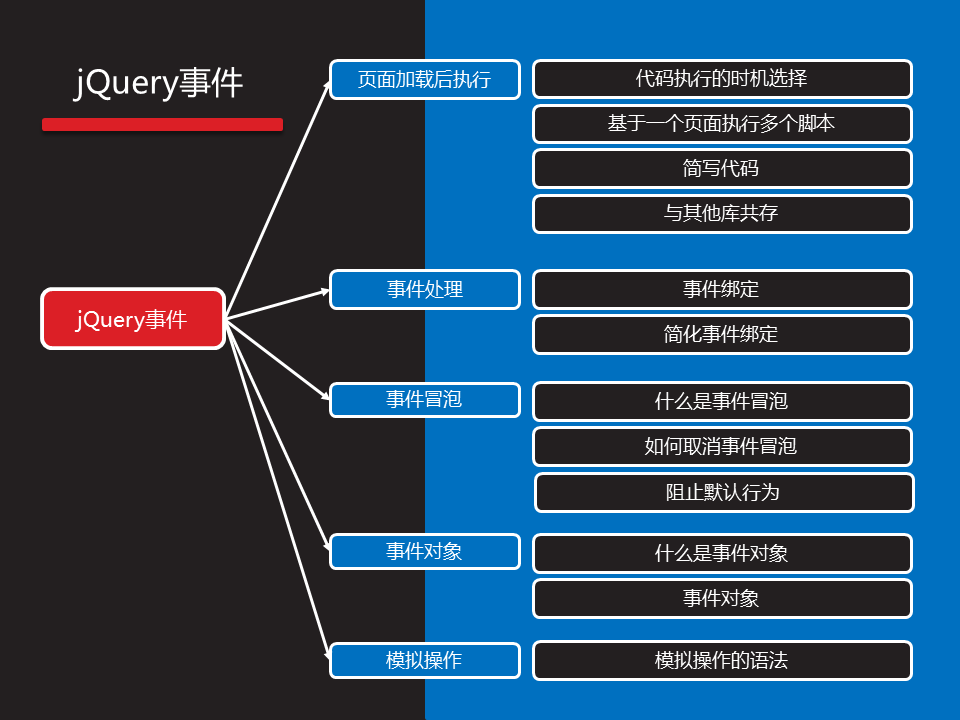 jQuery事件
jQuery事件
页面加载后执行
代码执行的时机选择
基于一个页面执行多个脚本
简写代码
与其他库共存
事件处理
事件绑定
简化事件绑定
事件冒泡
什么是事件冒泡
如何取消事件冒泡
阻止默认行为
事件对象
什么是事件对象
事件对象
模拟操作
模拟操作的语法